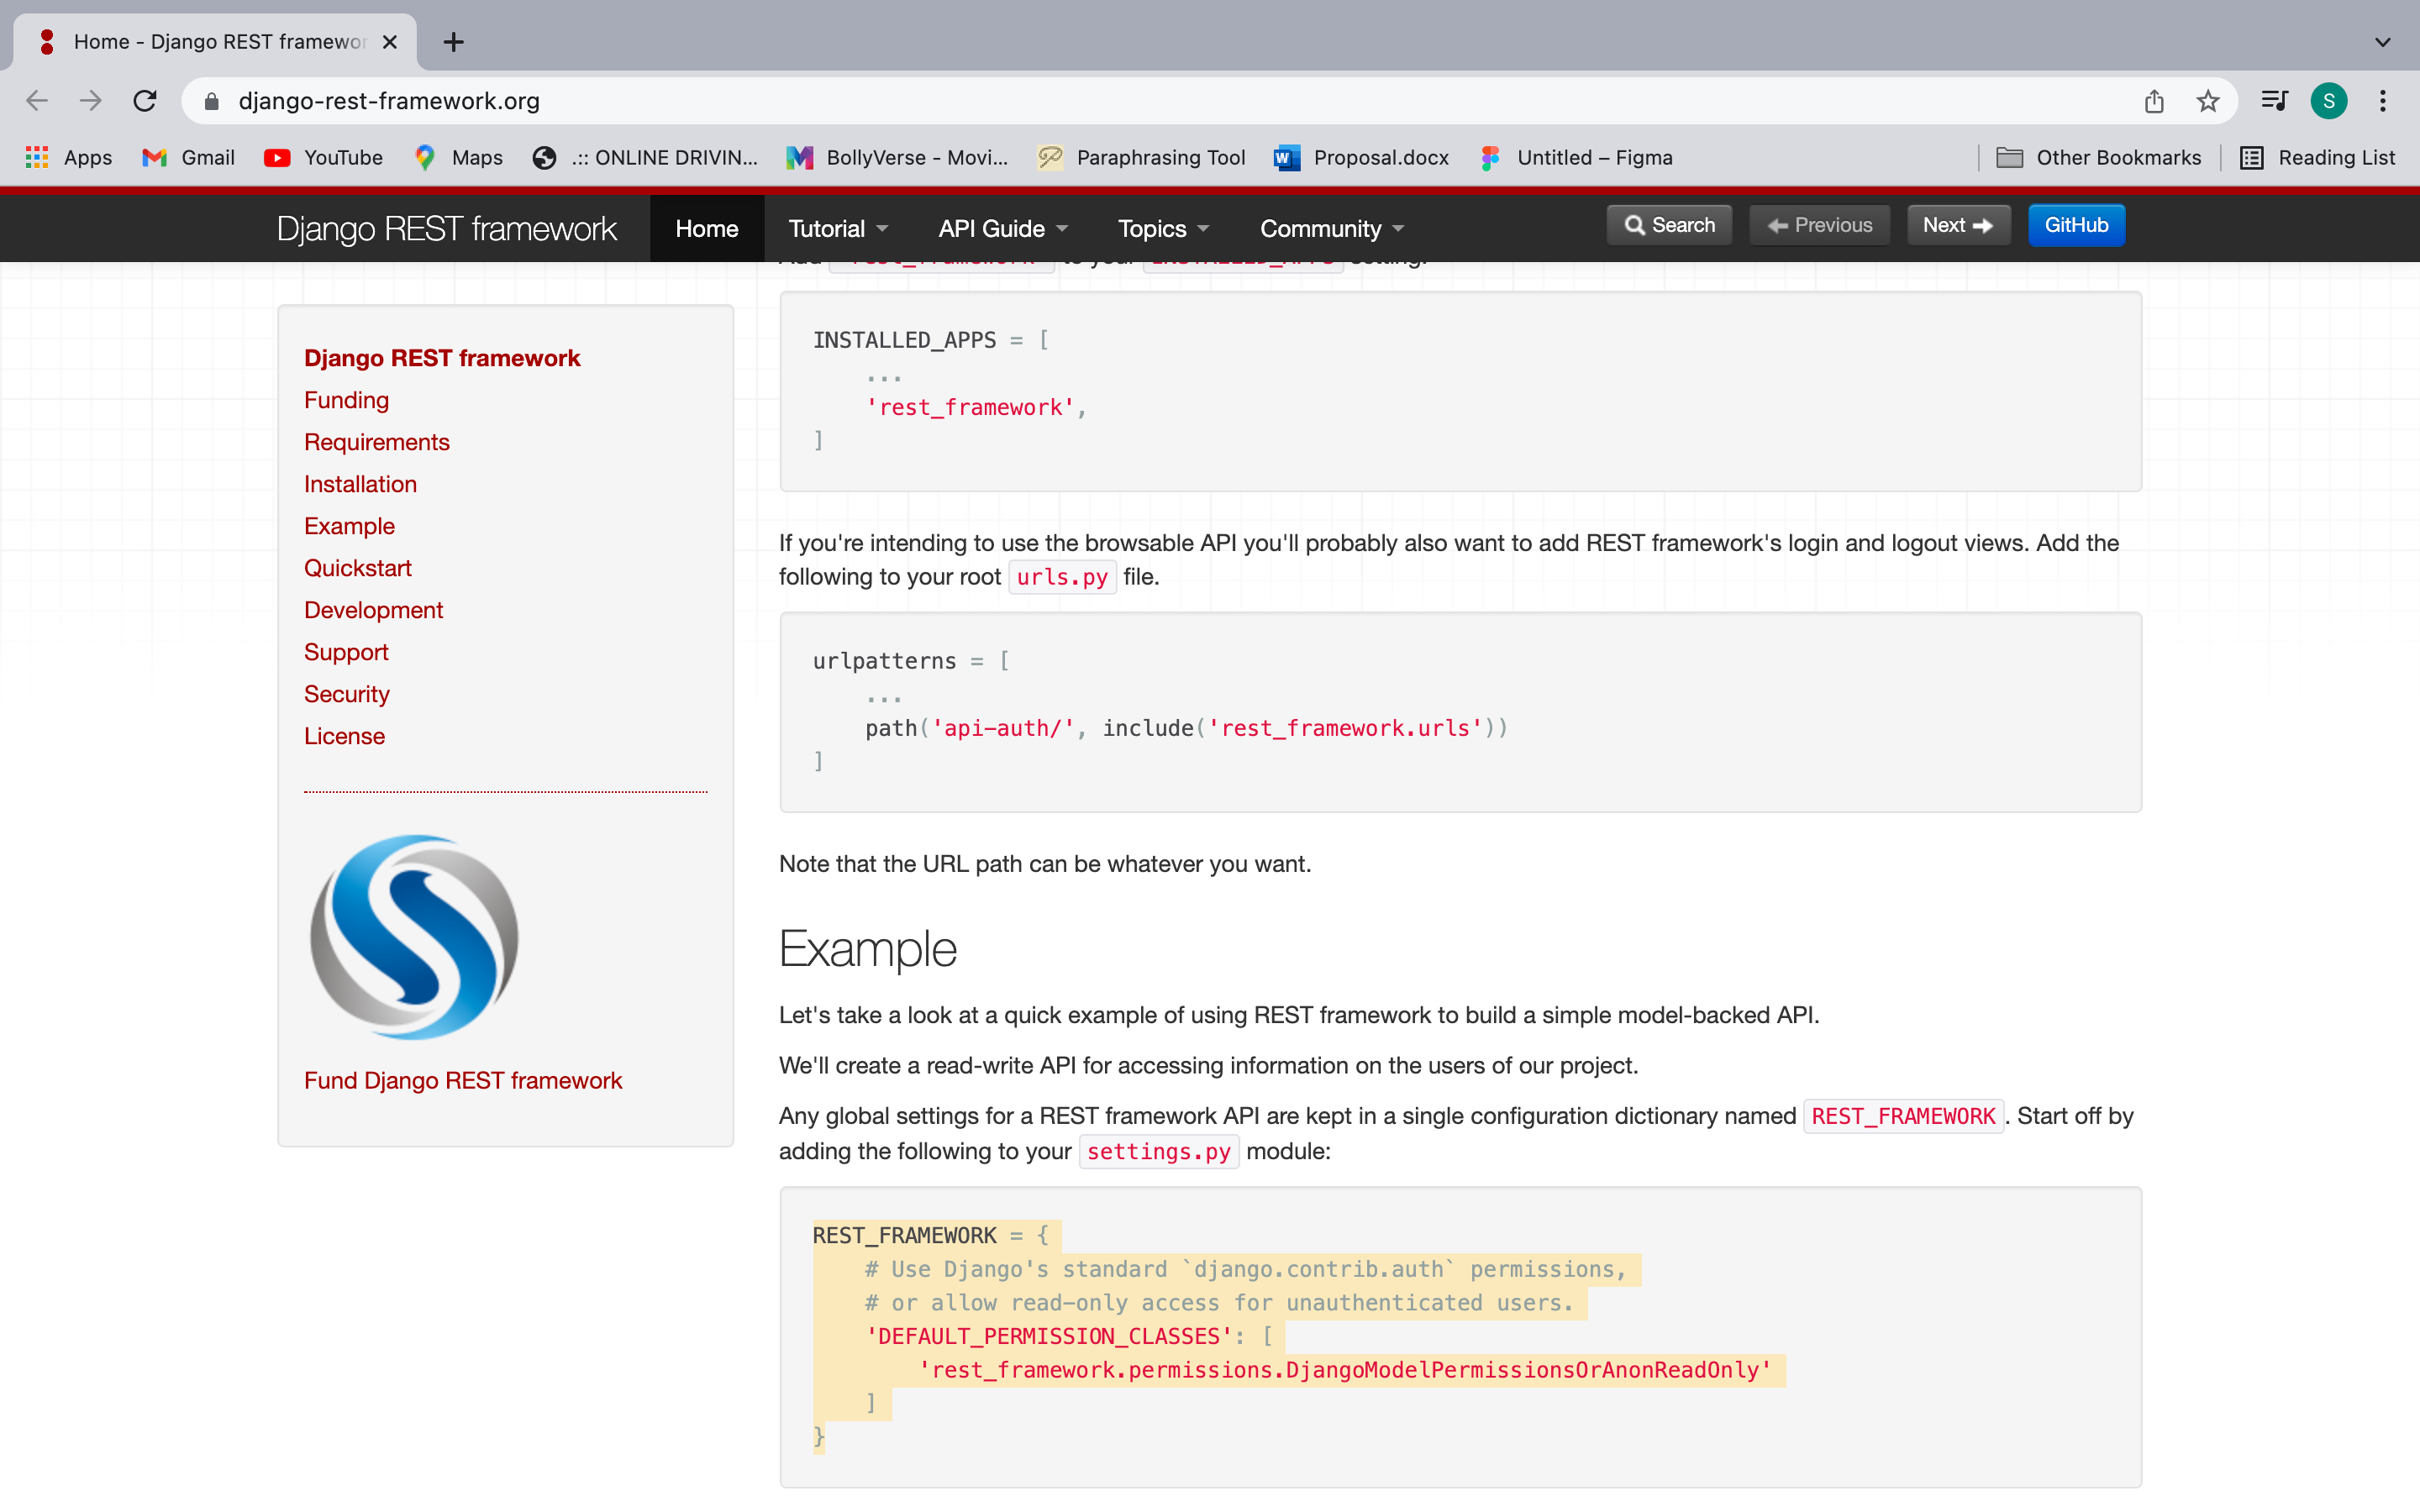 Home - Django REST framewor
django-rest-framework.org
S
Apps
Gmail
YouTube
Maps
.:: ONLINE DRIVIN...
BollyVerse - Movi...
Paraphrasing Tool
Proposal.docx
Untitled – Figma
Other Bookmarks
Reading List
Django REST framework
Home
Tutorial
API Guide
Topics
Community
Search
Previous
Next
GitHub
Django REST framework
Funding
Requirements
Installation
Example
Quickstart
Development
Support
Security
License
Fund Django REST framework
Add 'rest_framework' to your INSTALLED_APPS setting.
INSTALLED_APPS = [
    ...
    'rest_framework',
]
If you're intending to use the browsable API you'll probably also want to add REST framework's login and logout views. Add the
following to your root urls.py file.
urlpatterns = [
    ...
    path('api-auth/', include('rest_framework.urls'))
]
Note that the URL path can be whatever you want.
Example
Let's take a look at a quick example of using REST framework to build a simple model-backed API.
We'll create a read-write API for accessing information on the users of our project.
Any global settings for a REST framework API are kept in a single configuration dictionary named REST_FRAMEWORK. Start off by
adding the following to your settings.py module:
REST_FRAMEWORK = {
    # Use Django's standard `django.contrib.auth` permissions,
    # or allow read-only access for unauthenticated users.
    'DEFAULT_PERMISSION_CLASSES': [
        'rest_framework.permissions.DjangoModelPermissionsOrAnonReadOnly'
    ]
}